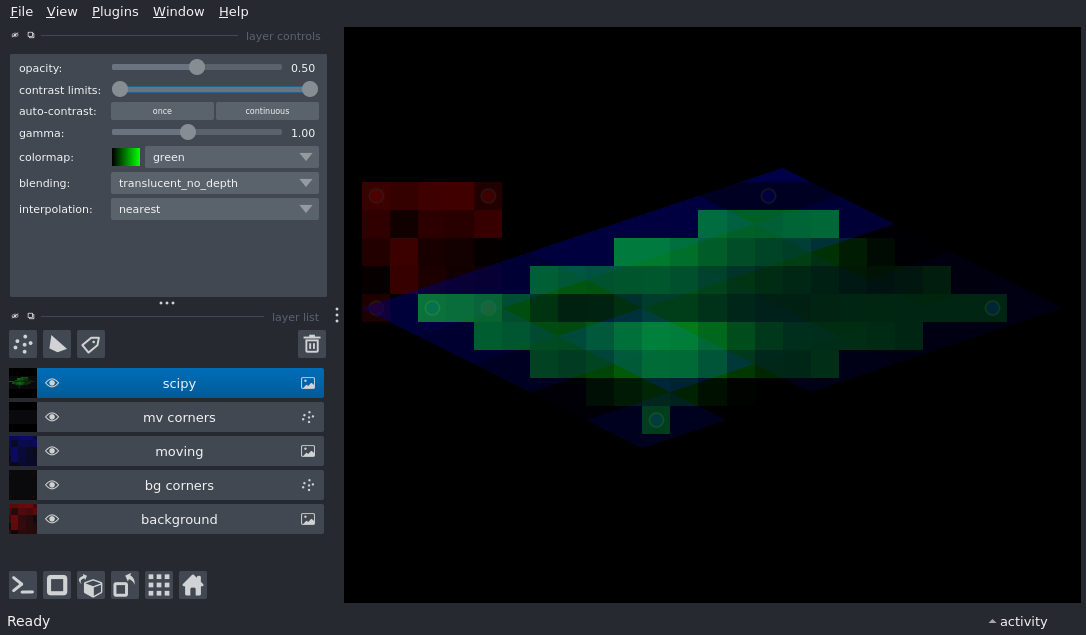 File View Plugins Window Help
layer controls
opacity: 0.50
contrast limits:
auto-contrast: once continuous
gamma: 1.00
colormap: green
blending: translucent_no_depth
interpolation: nearest
layer list
scipy
mv corners
moving
bg corners
background
Ready activity